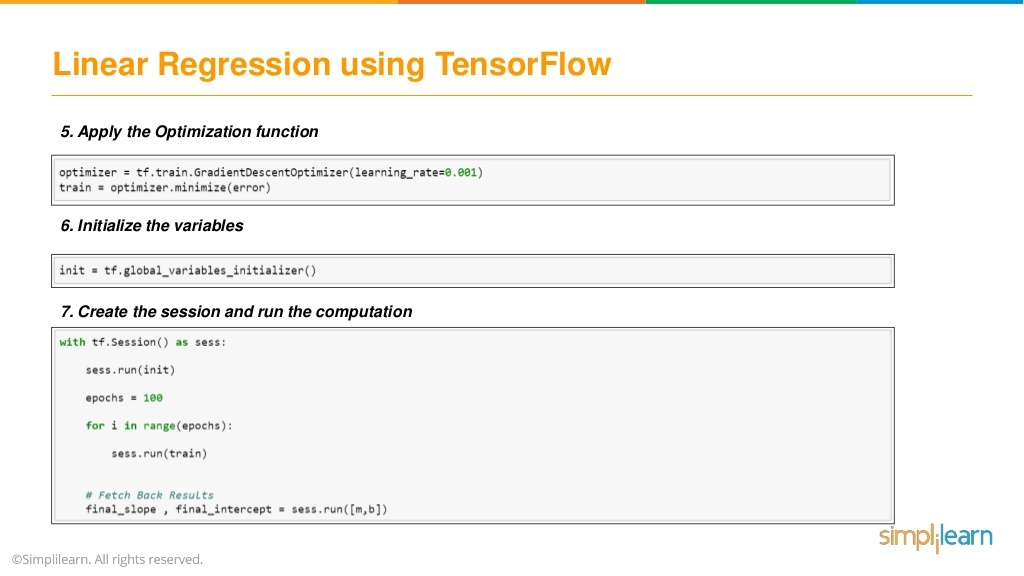 Linear Regression using TensorFlow
5. Apply the Optimization function
optimizer = tf.train.GradientDescentOptimizer(learning_rate=0.001)
train = optimizer.minimize(error)
6. Initialize the variables
init = tf.global_variables_initializer()
7. Create the session and run the computation
with tf.Session() as sess:
sess.run(init)
epochs = 100
for i in range(epochs):
sess.run(train)
# Fetch Back Results
final_slope , final_intercept = sess.run([m,b])
simplilearn
©Simplilearn. All rights reserved.